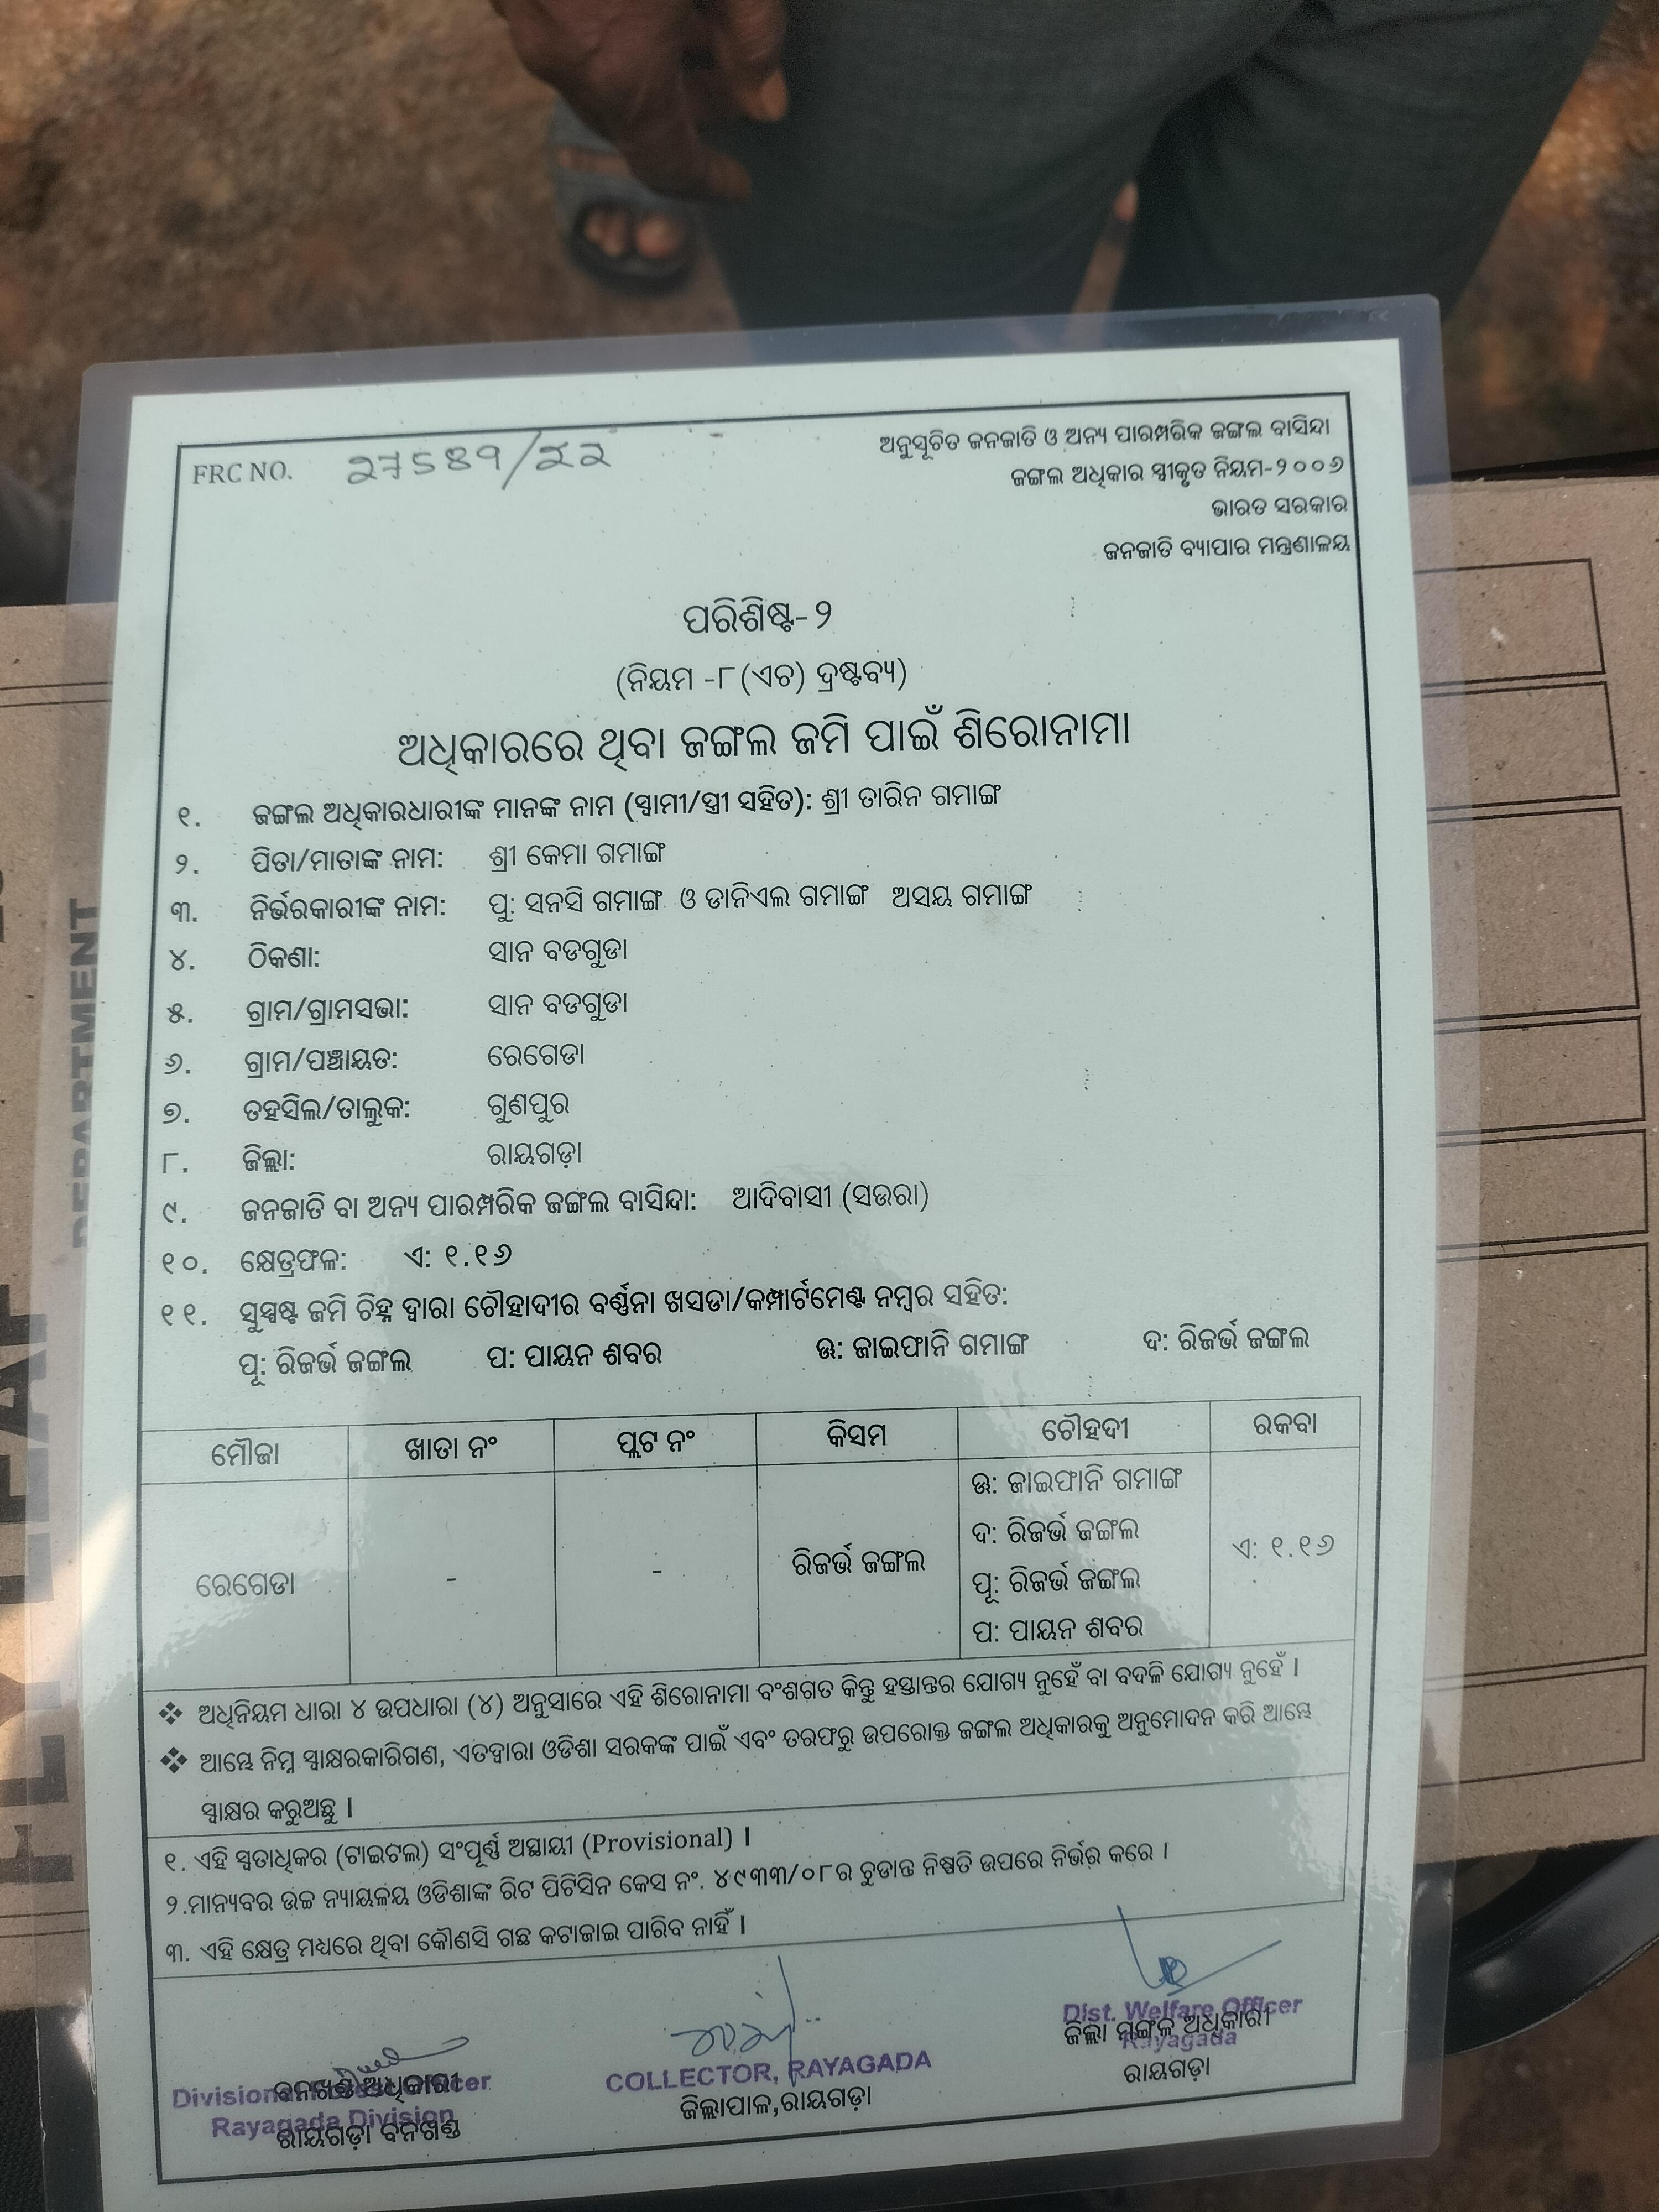 FRC NO.
ଅନୁସୂଚିତ ଜନଜାତି ଓ ଅନ୍ୟ ପାରମ୍ପରିକ ଜଙ୍ଗଲ ବାସିନ୍ଦା
ଜଙ୍ଗଲ ଅଧିକାର ସ୍ଵୀକୃତ ନିୟମ-୨୦୦୬
ଭାରତ ସରକାର
ଜନଜାତି ବ୍ୟାପାର ମନ୍ତ୍ରଣାଳୟ
ପରିଶିଷ୍ଟ-୨
(ନିୟମ -୮(ଏଚ) ଦ୍ରଷ୍ଟବ୍ୟ)
ଅଧିକାରରେ ଥିବା ଜଙ୍ଗଲ ଜମି ପାଇଁ ଶିରୋନାମା
୧. ଜଙ୍ଗଲ ଅଧିକାରଧାରୀଙ୍କ ମାନଙ୍କ ନାମ (ସ୍ୱାମୀ/ସ୍ତ୍ରୀ ସହିତ): ଶ୍ରୀ ତାରିନ ଗମାଙ୍ଗ
୨. ପିତା/ମାତାଙ୍କ ନାମ: ଶ୍ରୀ କେମା ଗମାଙ୍ଗ
୩. ନିର୍ଭରକାରୀଙ୍କ ନାମ: ପୁ: ସନସି ଗମାଙ୍ଗ ଓ ଡାନିଏଲ ଗମାଙ୍ଗ ଅସୟ ଗମାଙ୍ଗ
୪. ଠିକଣା: ସାନ ବଡଗୁଡା
୫. ଗ୍ରାମ/ଗ୍ରାମସଭା: ସାନ ବଡଗୁଡା
୬. ଗ୍ରାମ/ପଞ୍ଚାୟତ: ରେଗେଡା
୭. ତହସିଲ/ତାଲୁକ: ଗୁଣପୁର
୮. ଜିଲ୍ଲା: ରାୟଗଡ଼ା
୯. ଜନଜାତି ବା ଅନ୍ୟ ପାରମ୍ପରିକ ଜଙ୍ଗଲ ବାସିନ୍ଦା: ଆଦିବାସୀ (ସଉରା)
୧୦. କ୍ଷେତ୍ରଫଳ: ଏ: ୧.୧୬
୧୧. ସୁସ୍ପଷ୍ଟ ଜମି ଚିହ୍ନ ଦ୍ୱାରା ଚୌହାଦୀର ବର୍ଣ୍ଣନା ଖସଡା/କମ୍ପାର୍ଟମେଣ୍ଟ ନମ୍ବର ସହିତ:
ପୂ: ରିଜର୍ଭ ଜଙ୍ଗଲ ପ: ପାୟନ ଶବର ଊ: ଜାଇଫାନି ଗମାଙ୍ଗ ଦ: ରିଜର୍ଭ ଜଙ୍ଗଲ
ମୌଜା ଖାତା ନଂ ପ୍ଲଟ ନଂ କିସମ ଚୌହଦୀ ରକବା
ଊ: ଜାଇଫାନି ଗମାଙ୍ଗ
ଦ: ରିଜର୍ଭ ଜଙ୍ଗଲ
ରେଗେଡା - - ରିଜର୍ଭ ଜଙ୍ଗଲ ଏ: ୧.୧୬
ପୂ: ରିଜର୍ଭ ଜଙ୍ଗଲ
ପ: ପାୟନ ଶବର
❖ ଅଧିନିୟମ ଧାରା ୪ ଉପଧାରା (୪) ଅନୁସାରେ ଏହି ଶିରୋନାମା ବଂଶଗତ କିନ୍ତୁ ହସ୍ତାନ୍ତର ଯୋଗ୍ୟ ନୁହେଁ ବା ବଦଳି ଯୋଗ୍ୟ ନୁହେଁ ।
❖ ଆମ୍ଭେ ନିମ୍ନ ସ୍ୱାକ୍ଷରକାରିଗଣ, ଏତଦ୍ୱାରା ଓଡିଶା ସରକଙ୍କ ପାଇଁ ଏବଂ ତରଫରୁ ଉପରୋକ୍ତ ଜଙ୍ଗଲ ଅଧିକାରକୁ ଅନୁମୋଦନ କରି ଆମ୍ଭେ
ସ୍ୱାକ୍ଷର କରୁଅଛୁ ।
୧. ଏହି ସ୍ୱତାଧିକର (ଟାଇଟଲ) ସଂପୂର୍ଣ୍ଣ ଅସ୍ଥାୟୀ (Provisional) ।
୨.ମାନ୍ୟବର ଉଚ୍ଚ ନ୍ୟାୟଳୟ ଓଡିଶାଙ୍କ ରିଟ ପିଟିସିନ କେସ ନଂ. ୪୯୩୩/୦୮ର ଚୁଡାନ୍ତ ନିଷ୍ପତି ଉପରେ ନିର୍ଭର କରେ ।
୩. ଏହି କ୍ଷେତ୍ର ମଧ୍ୟରେ ଥିବା କୌଣସି ଗଛ କଟାଜାଇ ପାରିବ ନାହିଁ ।
Dist. Welfare Officer
ଜିଲ୍ଲା ମଙ୍ଗଳ ଅଧିକାରୀ
Rayagada
ରାୟଗଡ଼ା
COLLECTOR, RAYAGADA
ଜିଲ୍ଲାପାଳ,ରାୟଗଡ଼ା
ବନଖଣ୍ଡ ଅଧିକାରୀ
Divisional Forest Officer
Rayagada Division
ରାୟଗଡ଼ା ବନଖଣ୍ଡ
DEPARTMENT